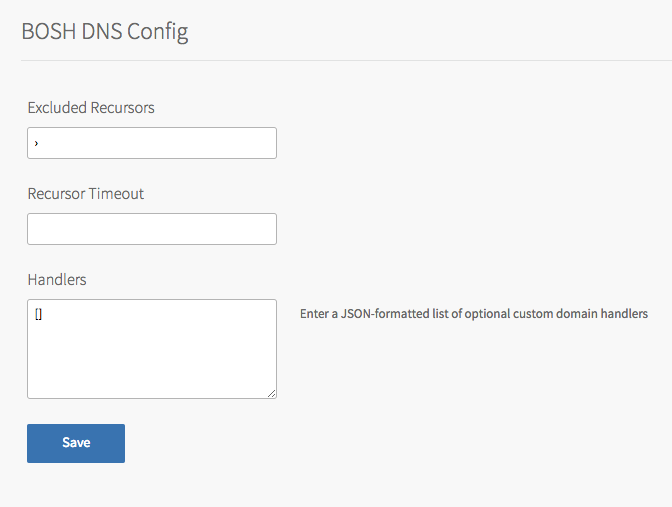 BOSH DNS Config
Excluded Recursors
›
Recursor Timeout
Handlers
[]
Enter a JSON-formatted list of optional custom domain handlers
Save